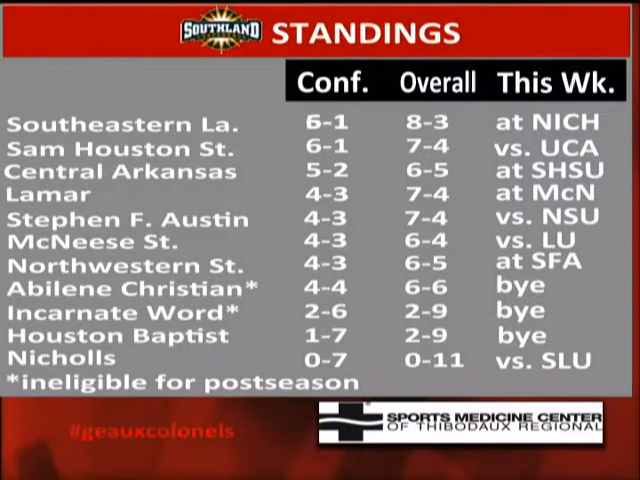 SOUTHLAND STANDINGS
Conf. Overall This Wk.
Southeastern La. 6-1 8-3 at NICH
Sam Houston St. 6-1 7-4 vs. UCA
Central Arkansas 5-2 6-5 at SHSU
Lamar 4-3 7-4 at McN
Stephen F. Austin 4-3 7-4 vs. NSU
McNeese St. 4-3 6-4 vs. LU
Northwestern St. 4-3 6-5 at SFA
Abilene Christian* 4-4 6-6 bye
Incarnate Word* 2-6 2-9 bye
Houston Baptist 1-7 2-9 bye
Nicholls 0-7 0-11 vs. SLU
*ineligible for postseason
#geauxcolonels
SPORTS MEDICINE CENTER
OF THIBODAUX REGIONAL